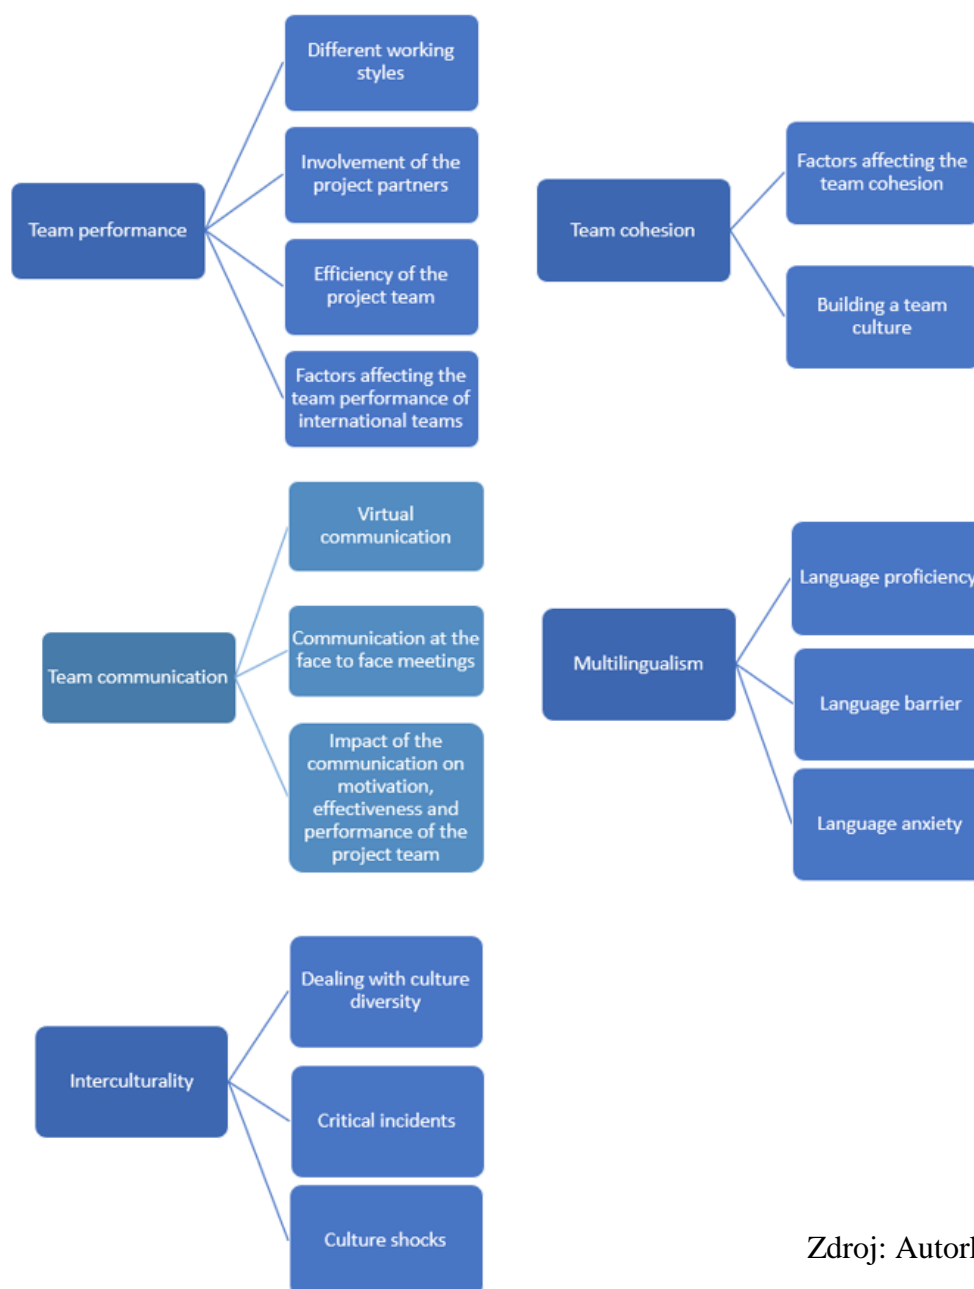 Team performance
Different working
styles
Involvement of the
project partners
Efficiency of the
project team
Factors affecting the
team performance of
international teams
Team cohesion
Factors affecting the
team cohesion
Building a team
culture
Team communication
Virtual
communication
Communication at the
face to face meetings
Impact of the
communication on
motivation,
effectiveness and
performance of the
project team
Multilingualism
Language proficiency
Language barrier
Language anxiety
Interculturality
Dealing with culture
diversity
Critical incidents
Culture shocks
Zdroj: